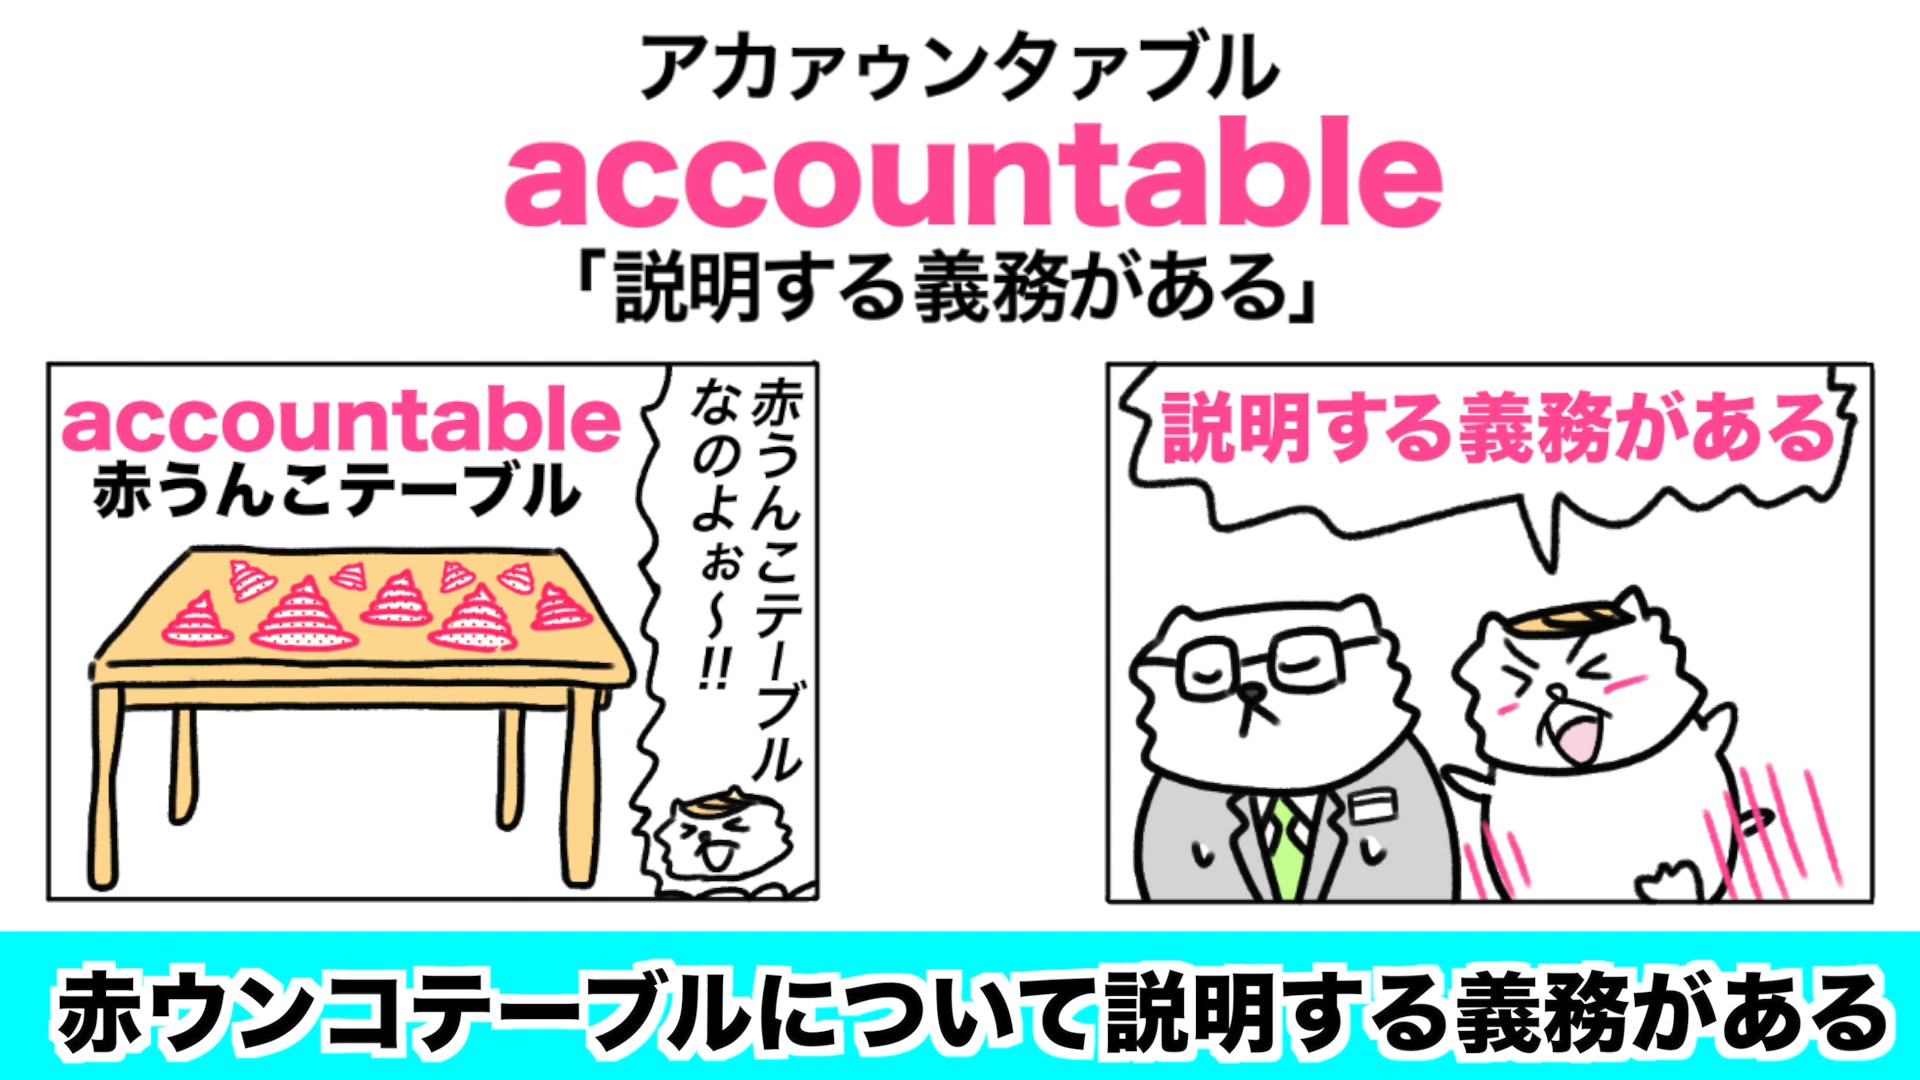 アカァゥンタァブル
accountable
「説明する義務がある」
accountable
赤うんこテーブル
赤うんこテーブル
なのよぉ〜!!
説明する義務がある
赤ウンコテーブルについて説明する義務がある